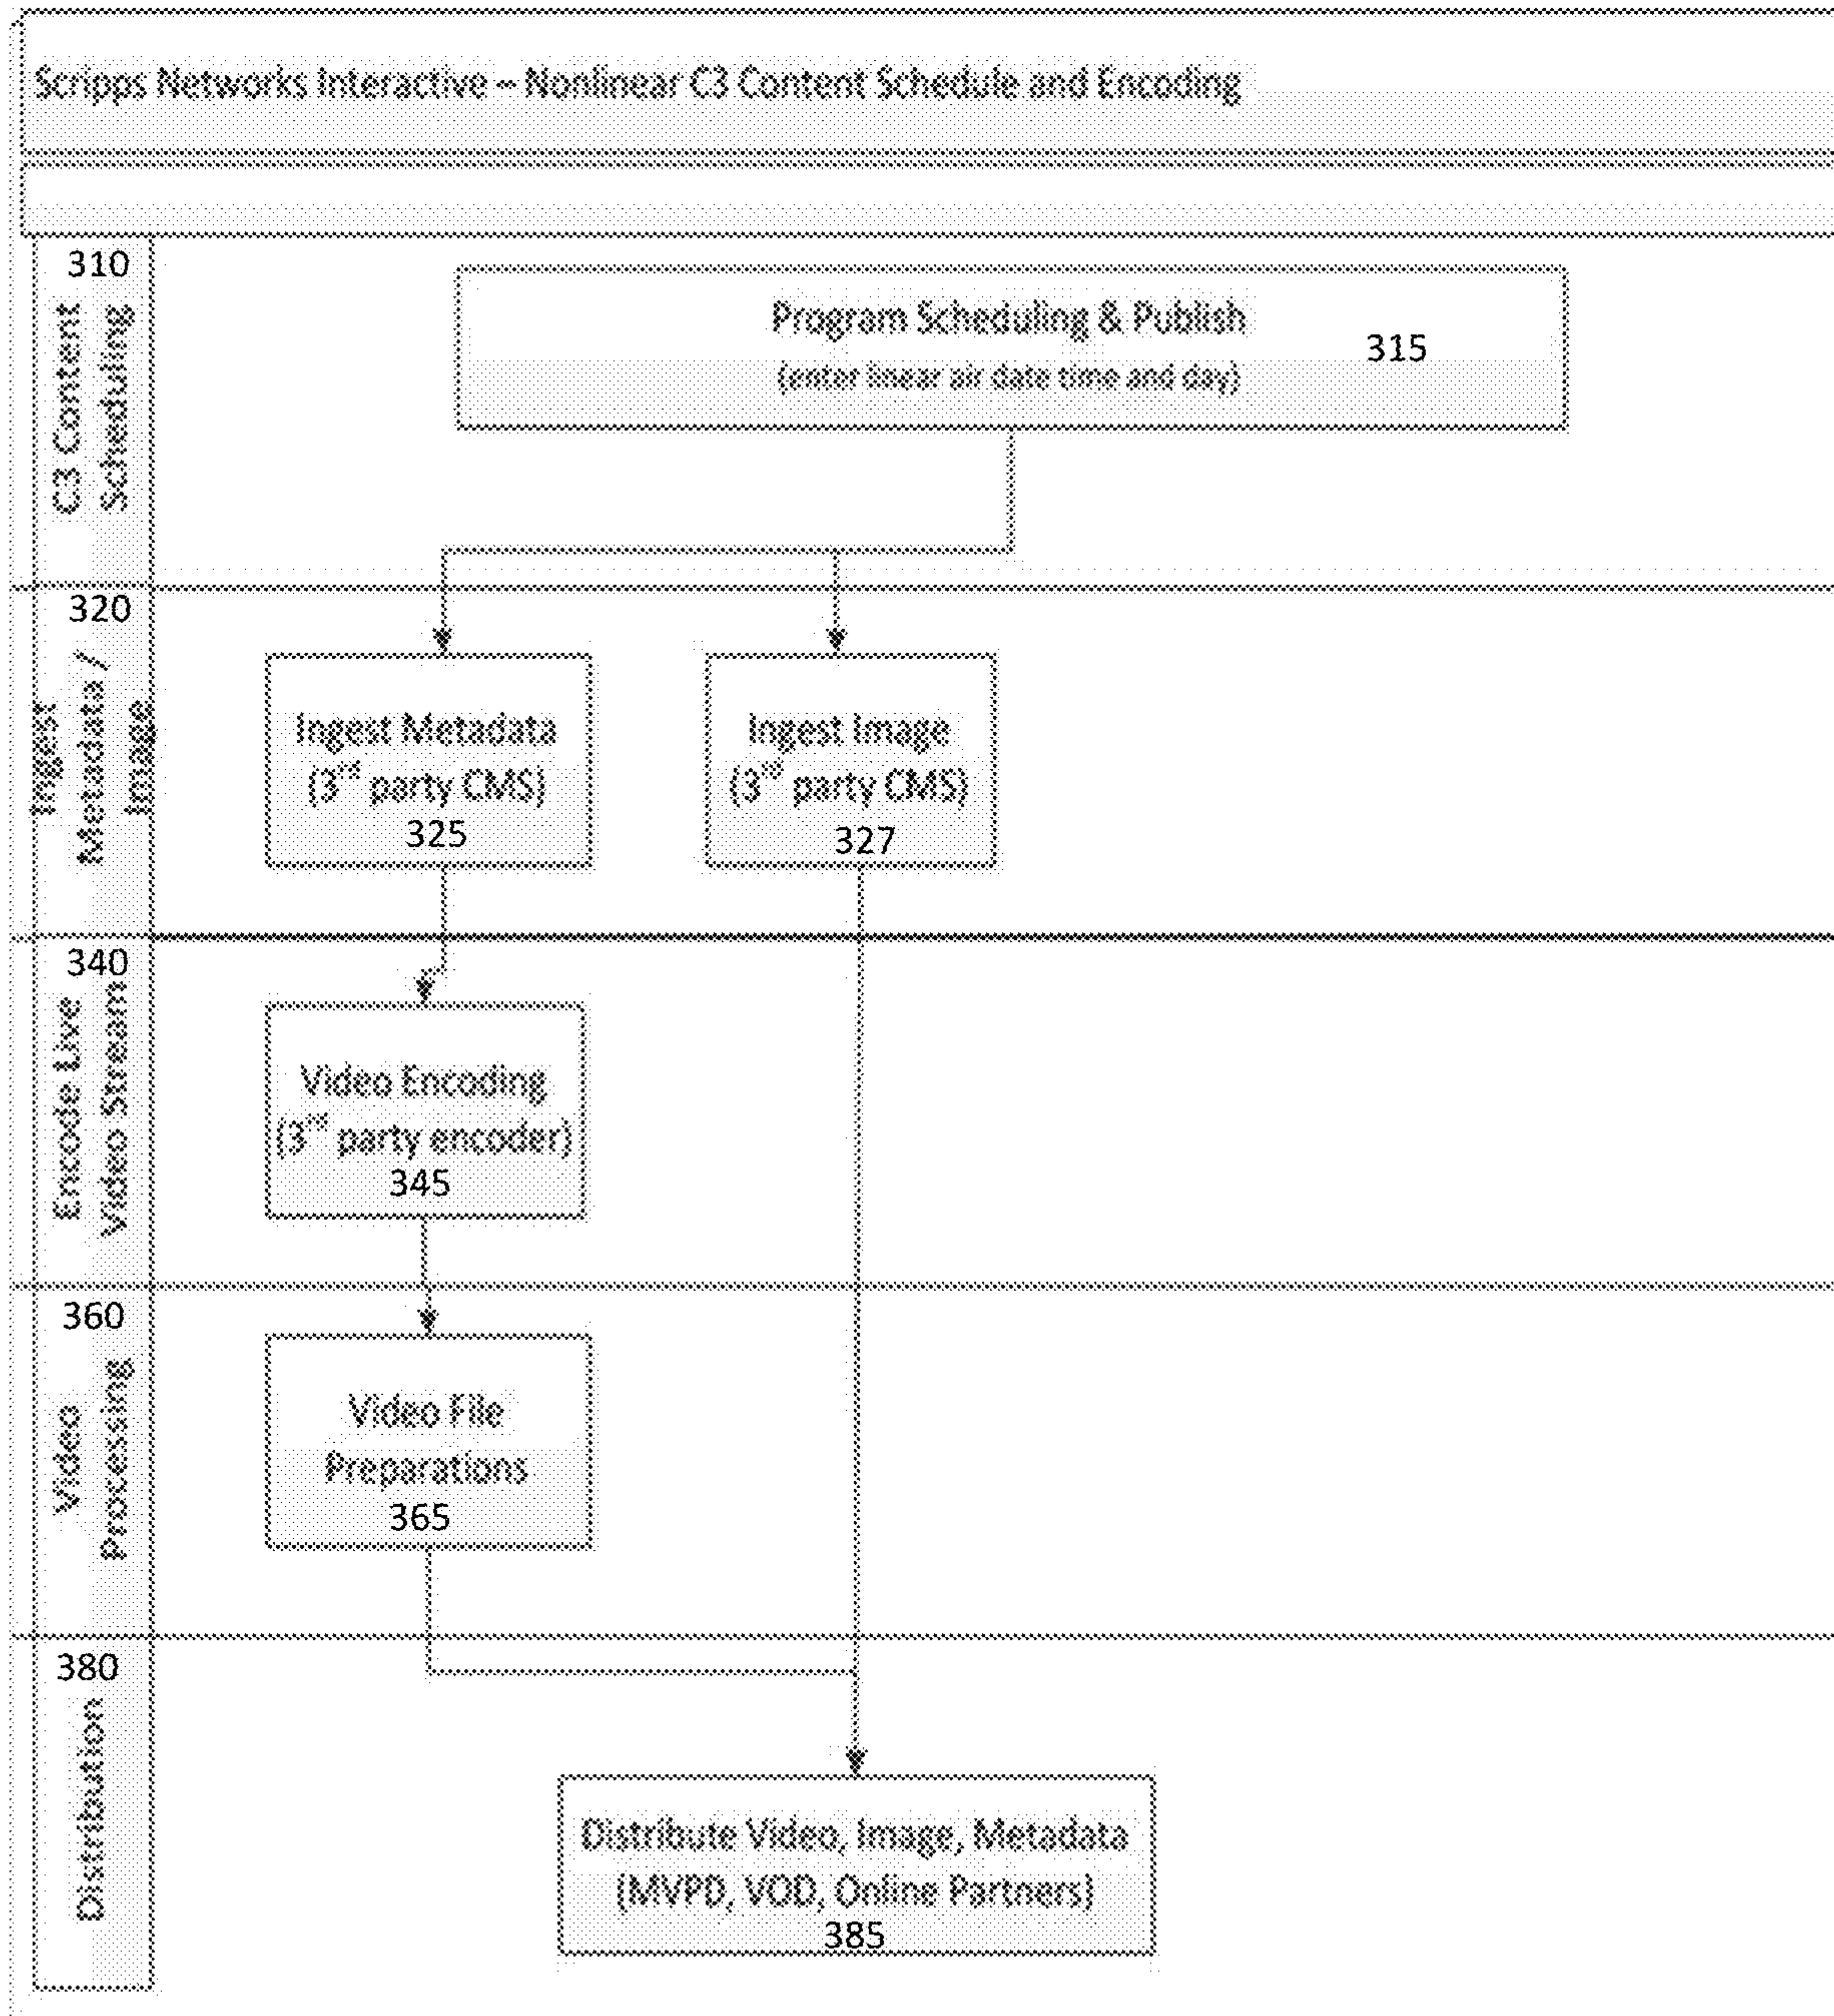 Scripps Networks Interactive – Nonlinear C3 Content Schedule and Encoding
310
C3 Content
Scheduling
Program Scheduling & Publish
(enter linear air date time and day)
315
320
Ingest
Metadata /
Image
Ingest Metadata
(3rd party CMS)
325
Ingest Image
(3rd party CMS)
327
340
Encode Live
Video Stream
Video Encoding
(3rd party encoder)
345
360
Video
Processing
Video File
Preparations
365
380
Distribution
Distribute Video, Image, Metadata
(MVPD, VOD, Online Partners)
385